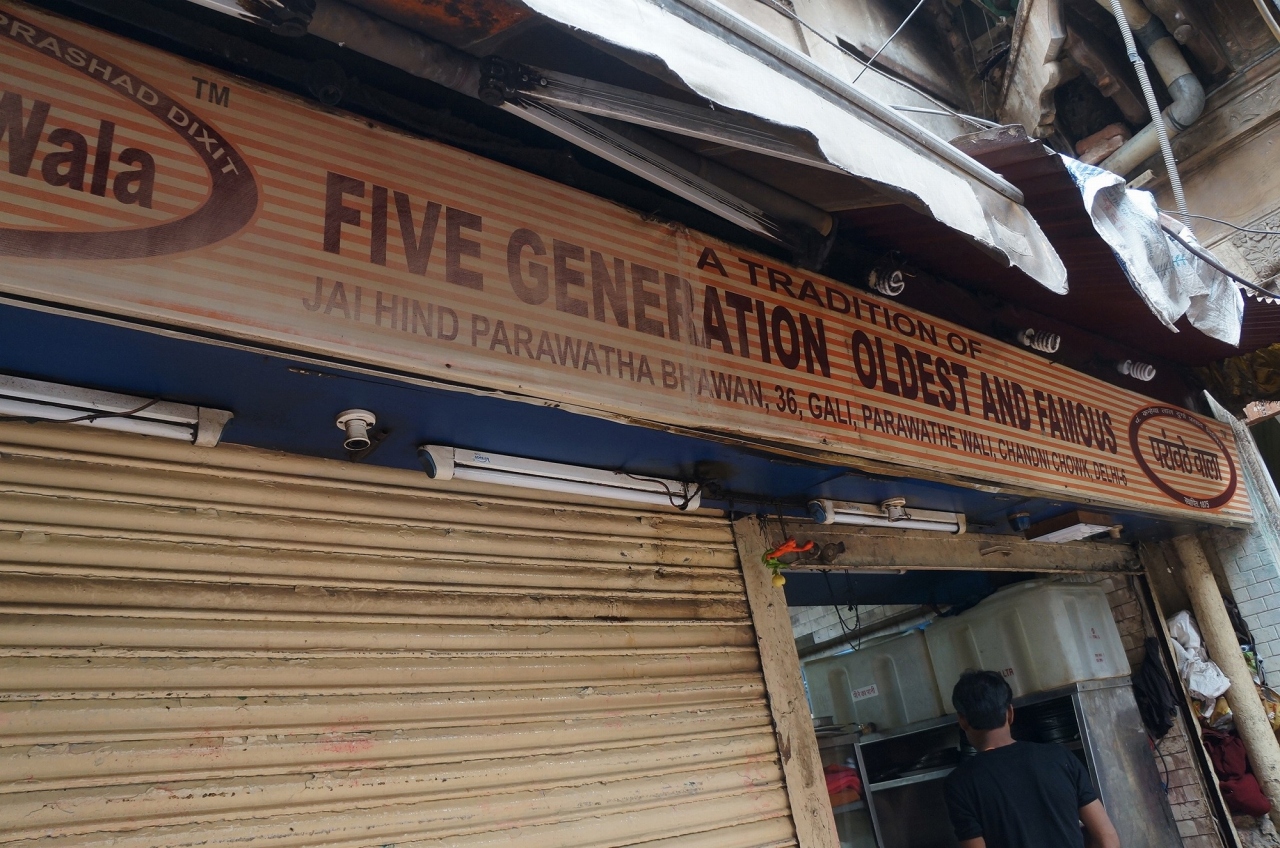 PRASHAD DIXIT
Wala
TM
A TRADITION OF
FIVE GENERATION OLDEST AND FAMOUS
JAI HIND PARAWATHA BHAWAN, 36, GALI, PARAWATHE WALI, CHANDNI CHOWK, DELHI-6
परांवठे वाला